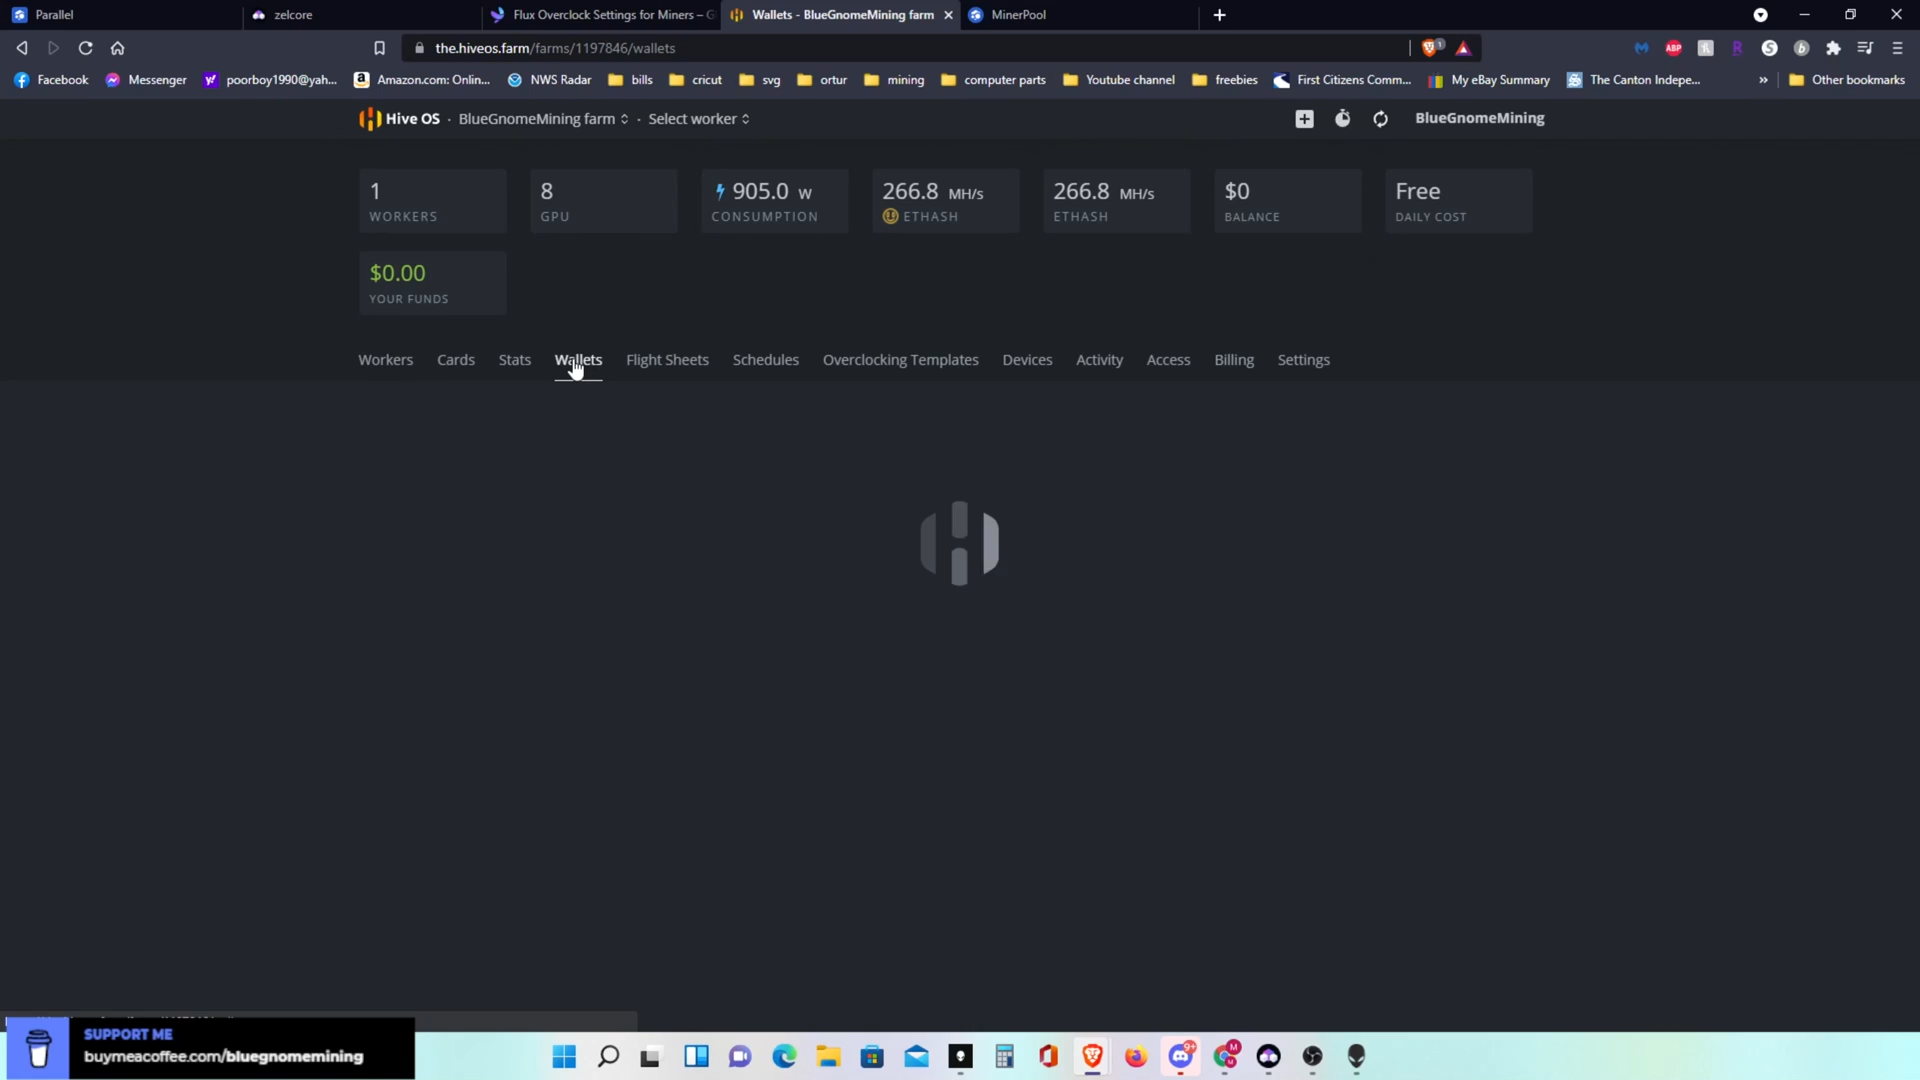 Parallel
zelcore
Flux Overclock Settings for Miners – G
Wallets - BlueGnomeMining farm
MinerPool
the.hiveos.farm/farms/1197846/wallets
1
ABP
R
S
b
Facebook
Messenger
poorboy1990@yah...
Amazon.com: Onlin...
NWS Radar
bills
cricut
svg
ortur
mining
computer parts
Youtube channel
freebies
First Citizens Comm...
My eBay Summary
The Canton Indepe...
»
Other bookmarks
Hive OS · BlueGnomeMining farm · Select worker
BlueGnomeMining
1
WORKERS
8
GPU
905.0 W
CONSUMPTION
266.8 MH/s
ETHASH
266.8 MH/s
ETHASH
$0
BALANCE
Free
DAILY COST
$0.00
YOUR FUNDS
Workers
Cards
Stats
Wallets
Flight Sheets
Schedules
Overclocking Templates
Devices
Activity
Access
Billing
Settings
SUPPORT ME
buymeacoffee.com/bluegnomemining
9+
M
M